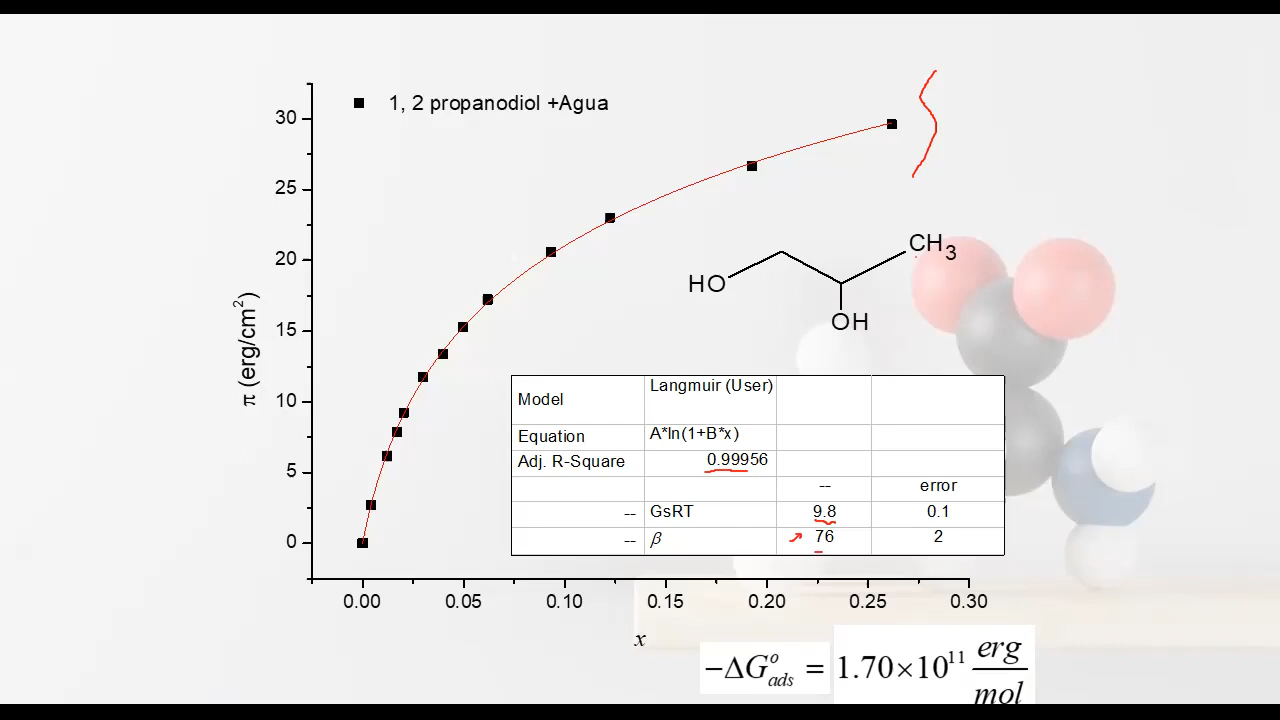 1, 2 propanodiol +Agua
30
25
20
15
10
5
0
π (erg/cm²)
0.00 0.05 0.10 0.15 0.20 0.25 0.30
x
HO
CH₃
OH
Model Langmuir (User)
Equation A*ln(1+B*x)
Adj. R-Square 0.99956
-- error
-- GsRT 9.8 0.1
-- β 76 2
−ΔG°ads = 1.70×10¹¹ erg/mol